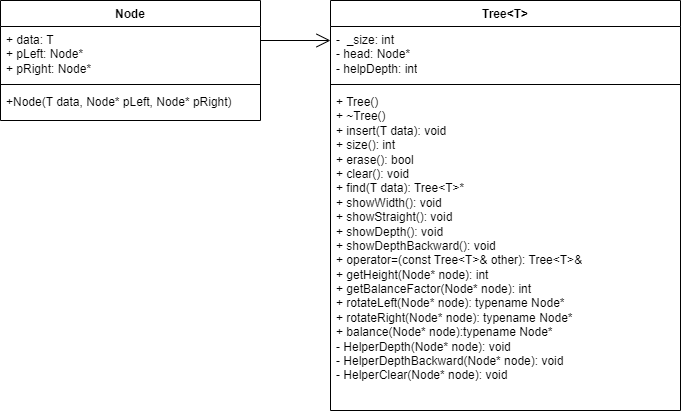 Node
+ data: T
+ pLeft: Node*
+ pRight: Node*
+Node(T data, Node* pLeft, Node* pRight)
Tree<T>
- _size: int
- head: Node*
- helpDepth: int
+ Tree()
+ ~Tree()
+ insert(T data): void
+ size(): int
+ erase(): bool
+ clear(): void
+ find(T data): Tree<T>*
+ showWidth(): void
+ showStraight(): void
+ showDepth(): void
+ showDepthBackward(): void
+ operator=(const Tree<T>& other): Tree<T>&
+ getHeight(Node* node): int
+ getBalanceFactor(Node* node): int
+ rotateLeft(Node* node): typename Node*
+ rotateRight(Node* node): typename Node*
+ balance(Node* node):typename Node*
- HelperDepth(Node* node): void
- HelperDepthBackward(Node* node): void
- HelperClear(Node* node): void